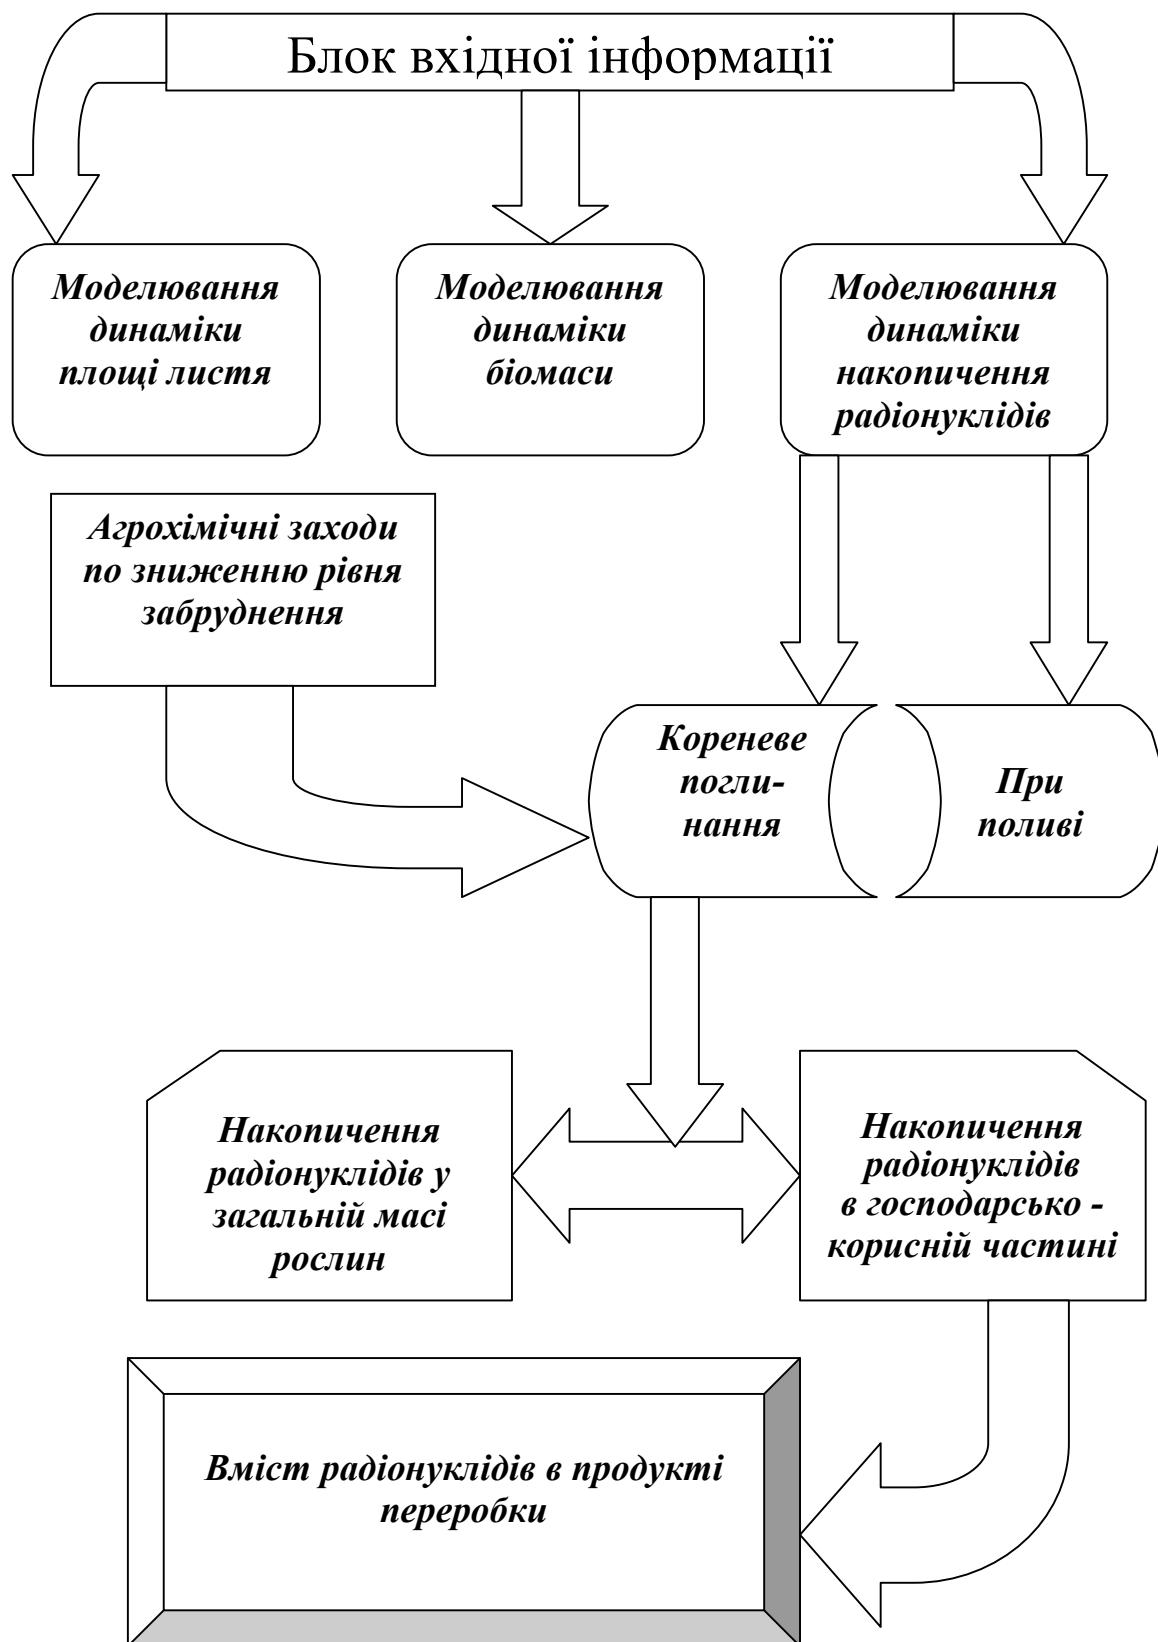 Блок вхідної інформації
Моделювання
динаміки
площі листя
Моделювання
динаміки
біомаси
Моделювання
динаміки
накопичення
радіонуклідів
Агрохімічні заходи
по зниженню рівня
забруднення
Кореневе
погли-
нання
При
поливі
Накопичення
радіонуклідів у
загальній масі
рослин
Накопичення
радіонуклідів
в господарсько -
корисній частині
Вміст радіонуклідів в продукті
переробки